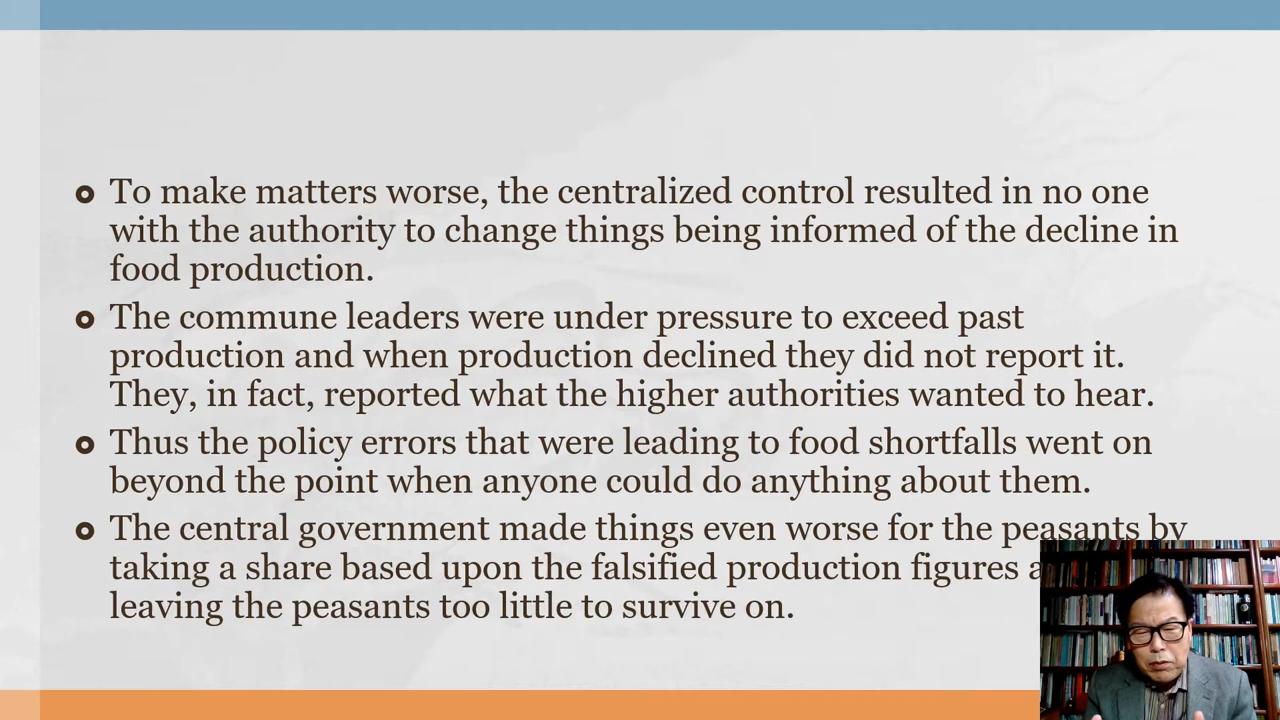 To make matters worse, the centralized control resulted in no one
with the authority to change things being informed of the decline in
food production.
The commune leaders were under pressure to exceed past
production and when production declined they did not report it.
They, in fact, reported what the higher authorities wanted to hear.
Thus the policy errors that were leading to food shortfalls went on
beyond the point when anyone could do anything about them.
The central government made things even worse for the peasants by
taking a share based upon the falsified production figures
leaving the peasants too little to survive on.